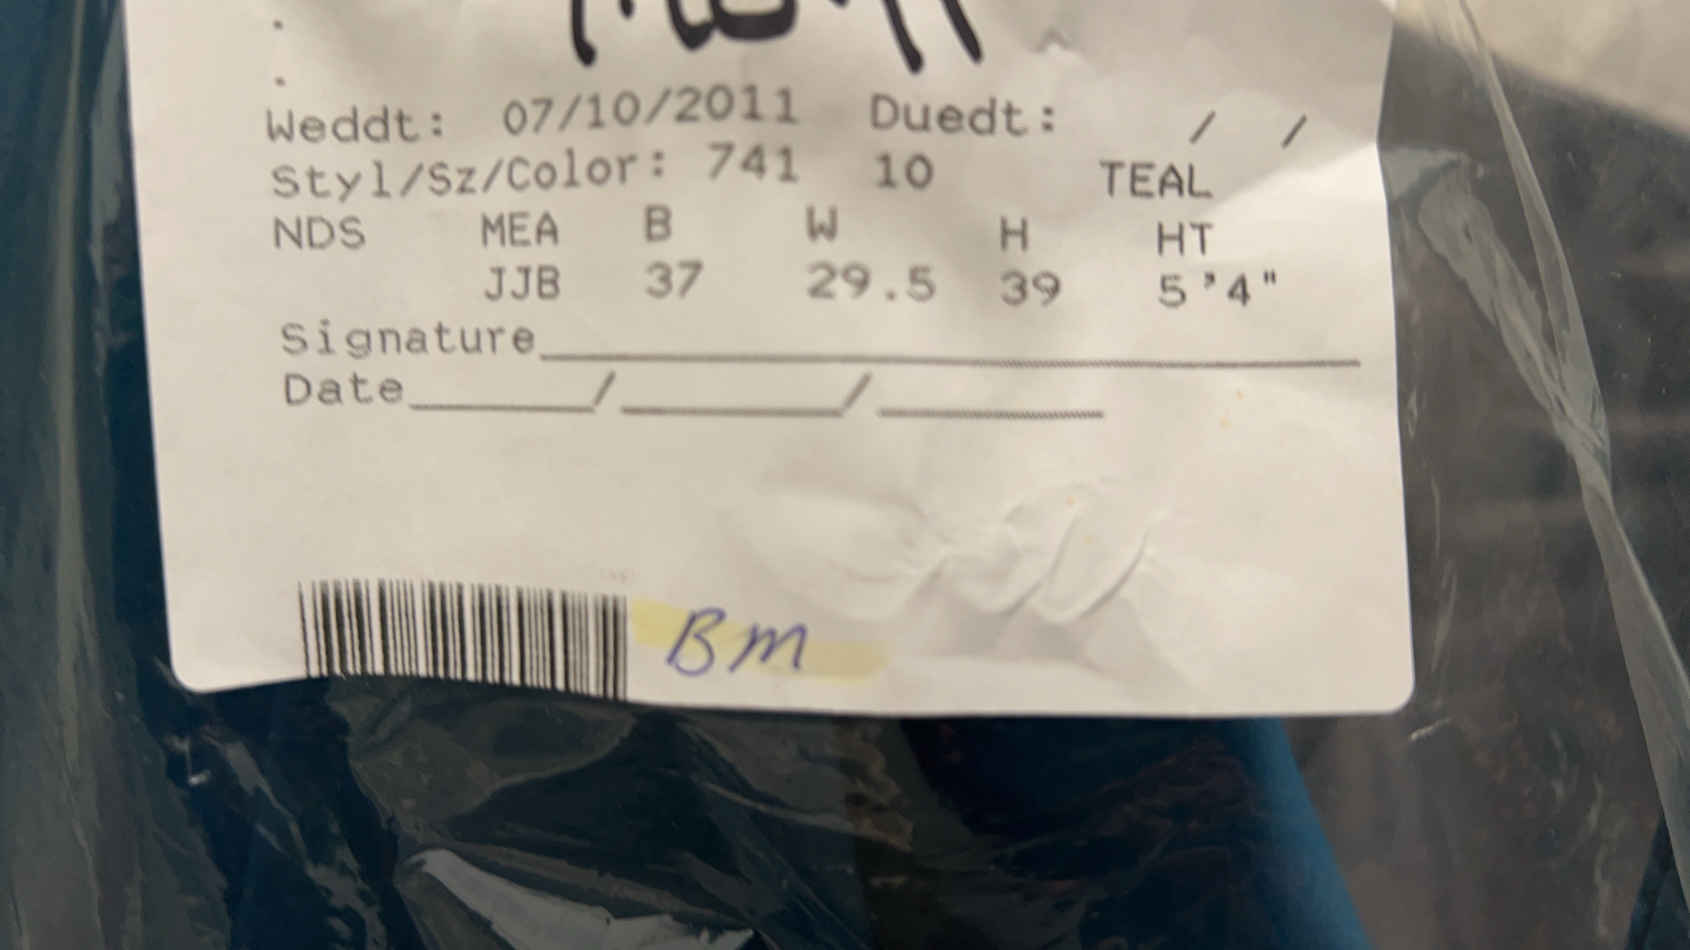 Weddt: 07/10/2011 Duedt: / /
Styl/Sz/Color: 741 10 TEAL
NDS MEA B W H HT
JJB 37 29.5 39 5'4"
Signature
Date / /
BM